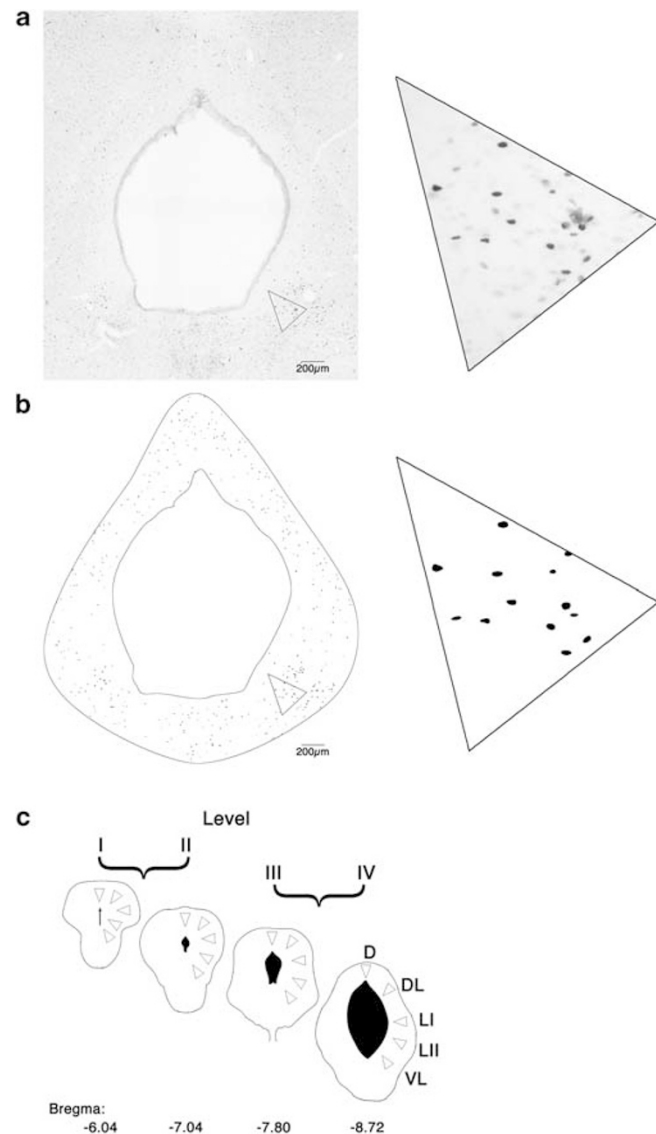 a
200µm
b
200µm
c
Level
I II III IV
D
DL
LI
LII
VL
Bregma:
-6.04 -7.04 -7.80 -8.72